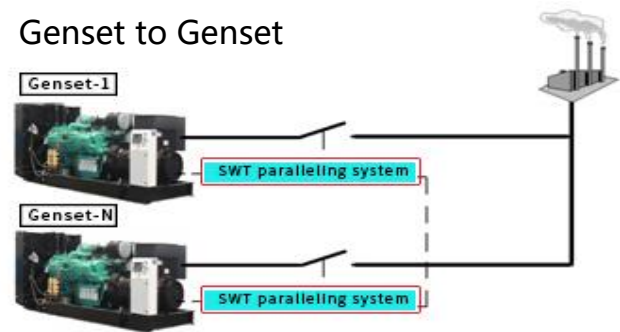 Genset to Genset
Genset-1
SWT paralleling system
Genset-N
SWT paralleling system